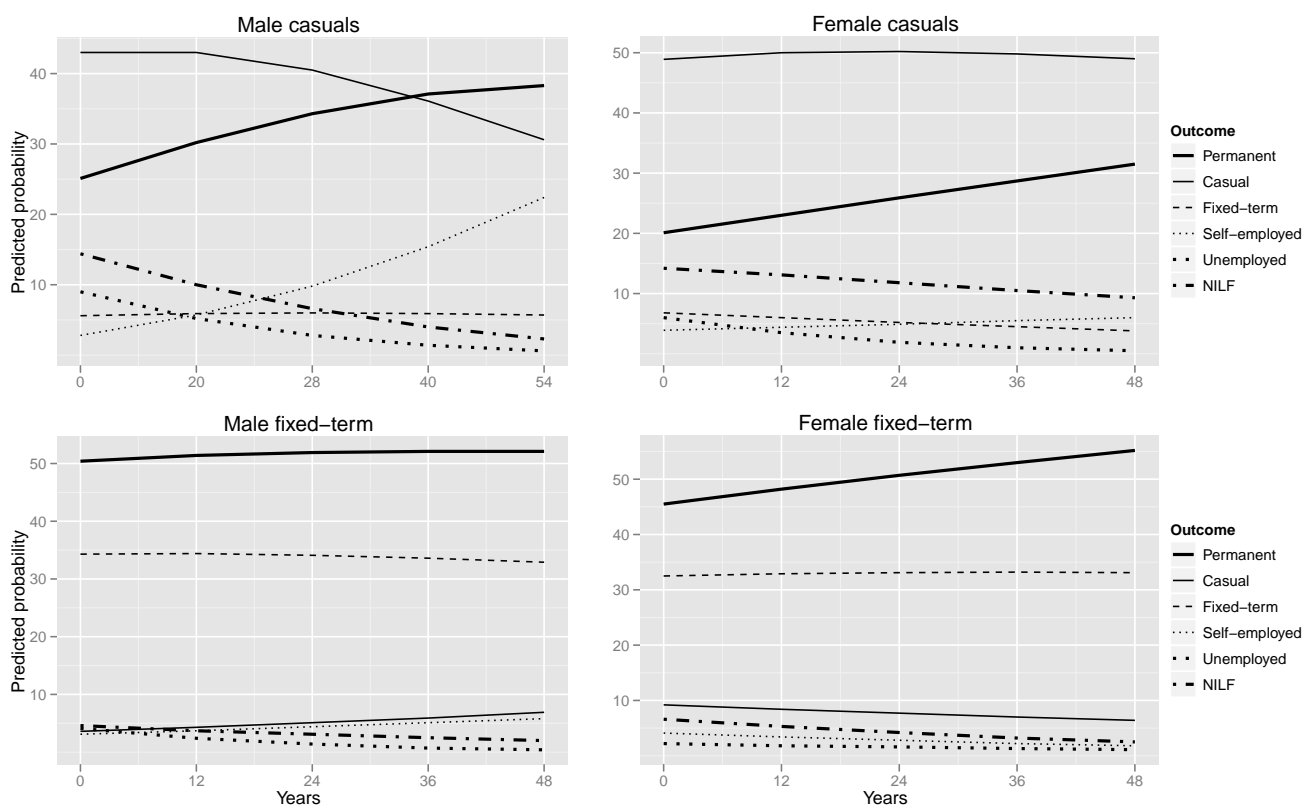 Male casuals
Female casuals
Predicted probability
40
30
20
10
0
20
28
40
54
50
40
30
20
10
0
12
24
36
48
Outcome
Permanent
Casual
Fixed−term
Self−employed
Unemployed
NILF
Male fixed−term
Female fixed−term
Predicted probability
50
40
30
20
10
0
12
24
36
48
Years
50
40
30
20
10
0
12
24
36
48
Years
Outcome
Permanent
Casual
Fixed−term
Self−employed
Unemployed
NILF